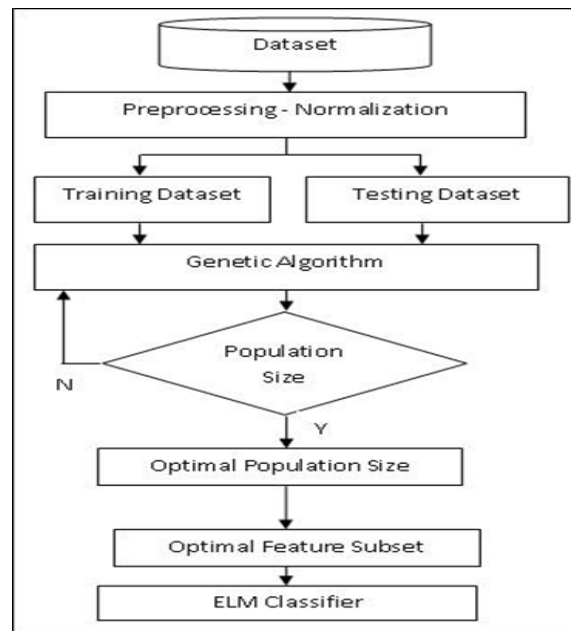 Dataset
Preprocessing - Normalization
Training Dataset
Testing Dataset
Genetic Algorithm
Population
Size
N
Y
Optimal Population Size
Optimal Feature Subset
ELM Classifier